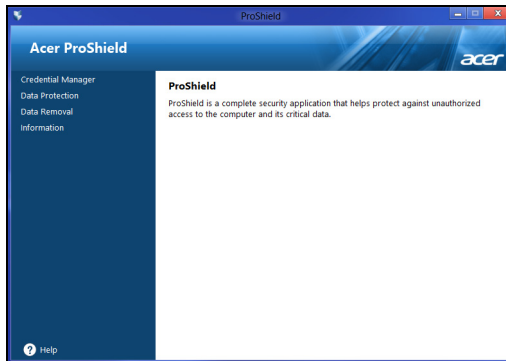 ProShield
Acer ProShield
acer
Credential Manager
Data Protection
Data Removal
Information
ProShield
ProShield is a complete security application that helps protect against unauthorized
access to the computer and its critical data.
? Help